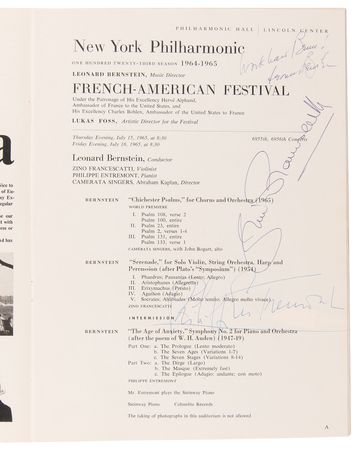 PHILHARMONIC HALL | LINCOLN CENTER
New York Philharmonic
ONE HUNDRED TWENTY-THIRD SEASON 1964-1965
LEONARD BERNSTEIN, Music Director
FRENCH-AMERICAN FESTIVAL
Under the Patronage of His Excellency Hervé Alphand,
Ambassador of France to the United States, and
His Excellency Charles Bohlen, Ambassador of the United States to France
LUKAS FOSS, Artistic Director for the Festival
Thursday Evening, July 15, 1965, at 8:30
Friday Evening, July 16, 1965, at 8:30
6955th, 6956th Concerts
Leonard Bernstein, Conductor
ZINO FRANCESCATTI, Violinist
PHILIPPE ENTREMONT, Pianist
CAMERATA SINGERS, Abraham Kaplan, Director
BERNSTEIN "Chichester Psalms," for Chorus and Orchestra (1965)
WORLD PREMIERE
I. Psalm 108, verse 2
Psalm 100, entire
II. Psalm 23, entire
Psalm 2, verses 1-4
III. Psalm 131, entire
Psalm 133, verse 1
CAMERATA SINGERS, with John Bogart, alto
BERNSTEIN "Serenade," for Solo Violin, String Orchestra, Harp and
Percussion (after Plato's "Symposium") (1954)
I. Phaedrus; Pausanias (Lento; Allegro)
II. Aristophanes (Allegretto)
III. Eryximachus (Presto)
IV. Agathon (Adagio)
V. Socrates; Alcibiades (Molto tenuto; Allegro molto vivace)
ZINO FRANCESCATTI
INTERMISSION
BERNSTEIN "The Age of Anxiety," Symphony No. 2 for Piano and Orchestra
(after the poem of W. H. Auden) (1947-49)
Part One: a. The Prologue (Lento moderato)
b. The Seven Ages (Variations 1-7)
c. The Seven Stages (Variations 8-14)
Part Two: a. The Dirge (Largo)
b. The Masque (Extremely fast)
c. The Epilogue (Adagio; andante; con moto)
PHILIPPE ENTREMONT
Mr. Entremont plays the Steinway Piano
Steinway Piano Columbia Records
The taking of photographs in this auditorium is not allowed
A